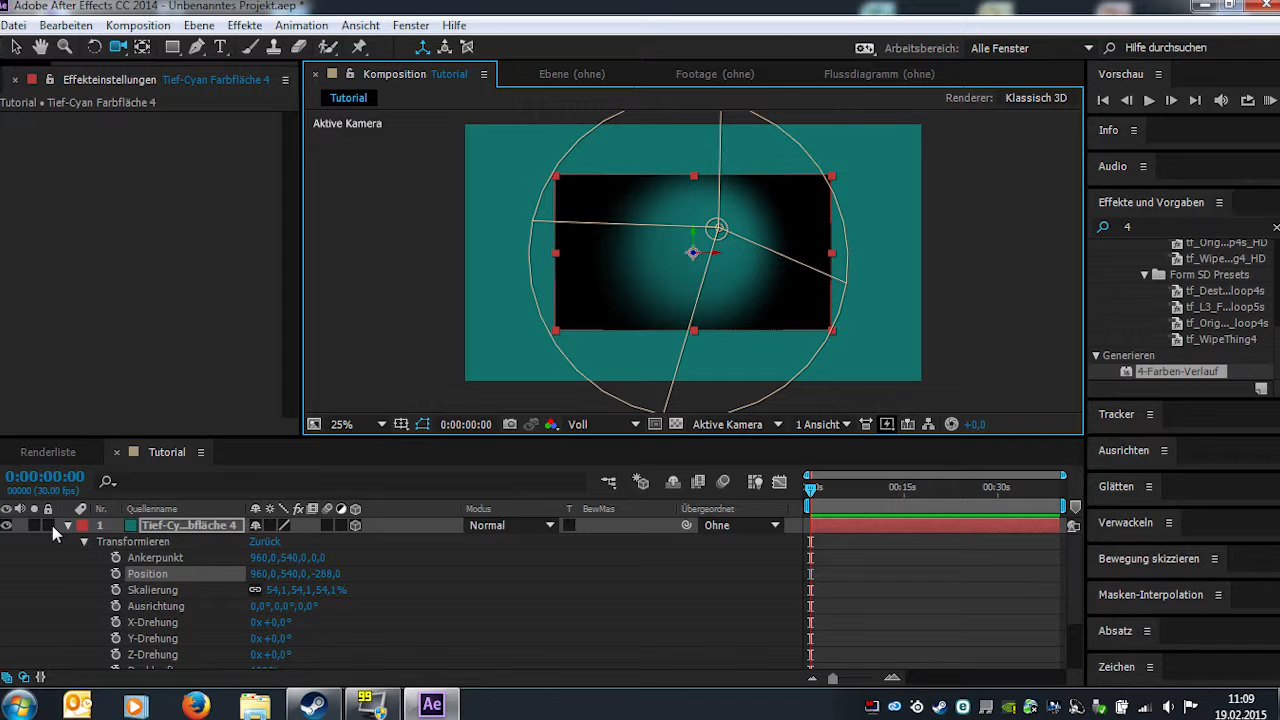 Adobe After Effects CC 2014 - Unbenanntes Projekt.aep *
Datei Bearbeiten Komposition Ebene Effekte Animation Ansicht Fenster Hilfe
Arbeitsbereich: Alle Fenster Hilfe durchsuchen
Effekteinstellungen Tief-Cyan Farbfläche 4
Komposition Tutorial Ebene (ohne) Footage (ohne) Flussdiagramm (ohne)
Vorschau
Tutorial • Tief-Cyan Farbfläche 4
Tutorial
Renderer: Klassisch 3D
Aktive Kamera
Info
Audio
Effekte und Vorgaben
4
tf_Orig...p4s_HD
tf_Wipe...g4_HD
Form SD Presets
tf_Dest...loop4s
tf_L3_F...loop5s
tf_Orig..._loop4s
tf_WipeThing4
Generieren
4-Farben-Verlauf
25% 0:00:00:00 Voll Aktive Kamera 1 Ansicht +0,0
Tracker
Ausrichten
Glätten
Verwackeln
Bewegung skizzieren
Masken-Interpolation
Absatz
Zeichen
Renderliste Tutorial
0:00:00:00
00000 (30.00 fps)
00:15s 00:30s
Nr. Quellenname Modus T BewMas Übergeordnet
1 Tief-Cy...bfläche 4 Normal Ohne
Transformieren Zurück
Ankerpunkt 960,0,540,0,0,0
Position 960,0,540,0,-288,0
Skalierung 54,1,54,1,54,1%
Ausrichtung 0,0°,0,0°,0,0°
X-Drehung 0x+0,0°
Y-Drehung 0x+0,0°
Z-Drehung 0x+0,0°
99
Ae
11:09
19.02.2015